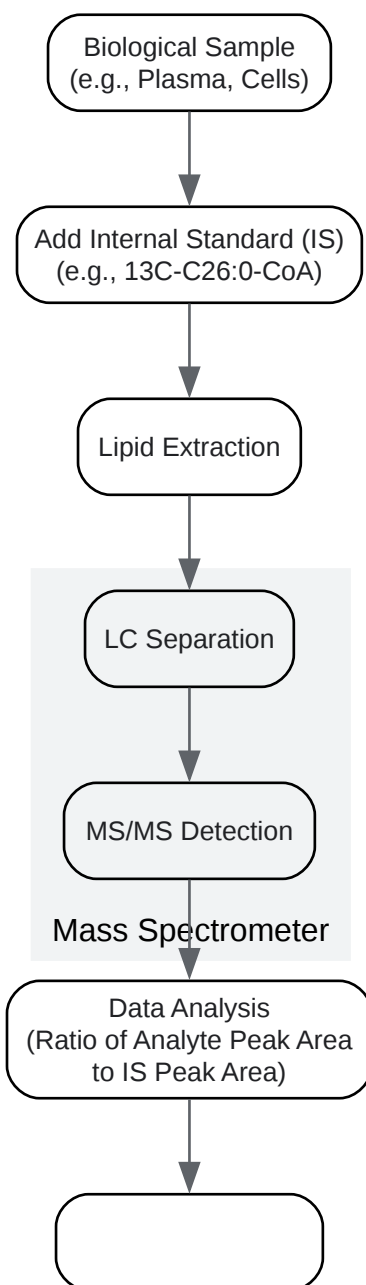 Biological Sample
(e.g., Plasma, Cells)
Add Internal Standard (IS)
(e.g., 13C-C26:0-CoA)
Lipid Extraction
LC Separation
MS/MS Detection
Mass Spectrometer
Data Analysis
(Ratio of Analyte Peak Area
to IS Peak Area)